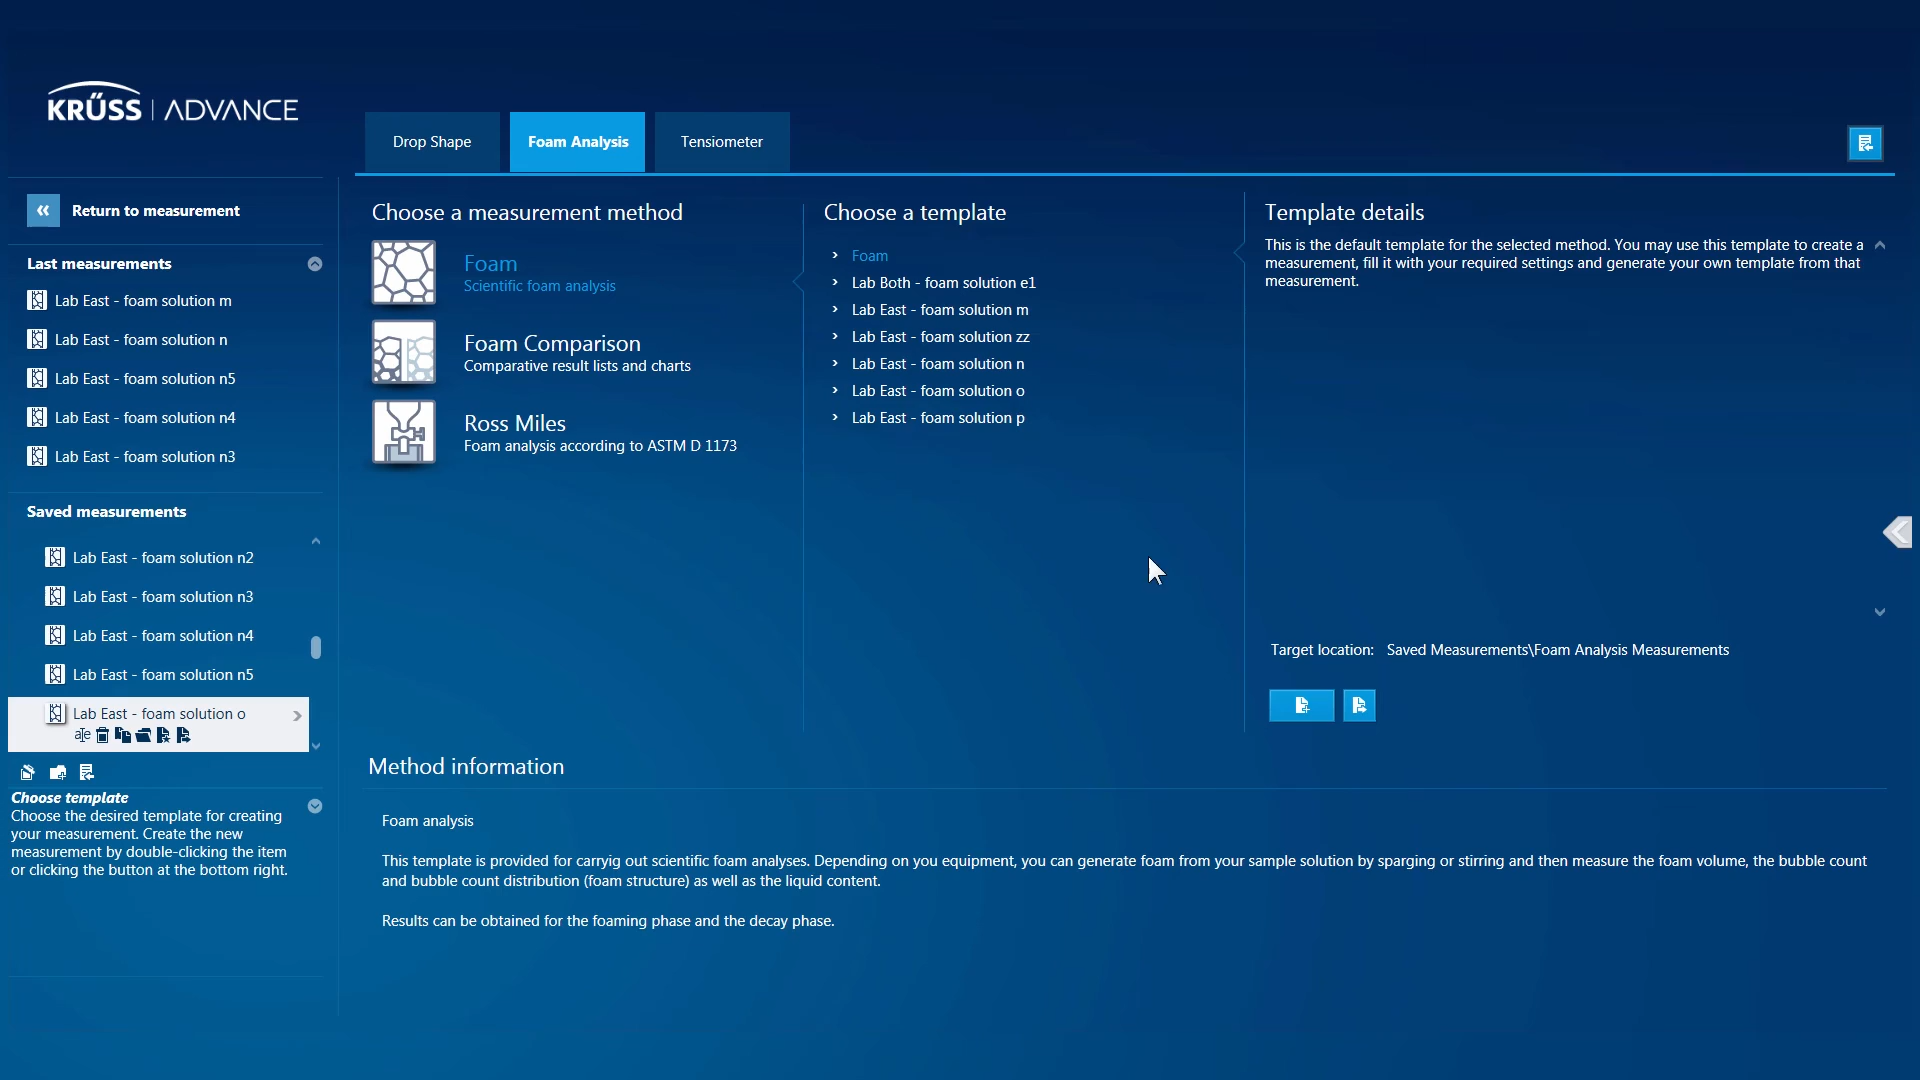 KRŰSS | ADVANCE
Drop Shape
Foam Analysis
Tensiometer
Return to measurement
Last measurements
Lab East - foam solution m
Lab East - foam solution n
Lab East - foam solution n5
Lab East - foam solution n4
Lab East - foam solution n3
Saved measurements
Lab East - foam solution n2
Lab East - foam solution n3
Lab East - foam solution n4
Lab East - foam solution n5
Lab East - foam solution o
Choose template
Choose the desired template for creating
your measurement. Create the new
measurement by double-clicking the item
or clicking the button at the bottom right.
Choose a measurement method
Foam
Scientific foam analysis
Foam Comparison
Comparative result lists and charts
Ross Miles
Foam analysis according to ASTM D 1173
Choose a template
Foam
Lab Both - foam solution e1
Lab East - foam solution m
Lab East - foam solution zz
Lab East - foam solution n
Lab East - foam solution o
Lab East - foam solution p
Template details
This is the default template for the selected method. You may use this template to create a
measurement, fill it with your required settings and generate your own template from that
measurement.
Target location: Saved Measurements\Foam Analysis Measurements
Method information
Foam analysis
This template is provided for carryig out scientific foam analyses. Depending on you equipment, you can generate foam from your sample solution by sparging or stirring and then measure the foam volume, the bubble count
and bubble count distribution (foam structure) as well as the liquid content.
Results can be obtained for the foaming phase and the decay phase.